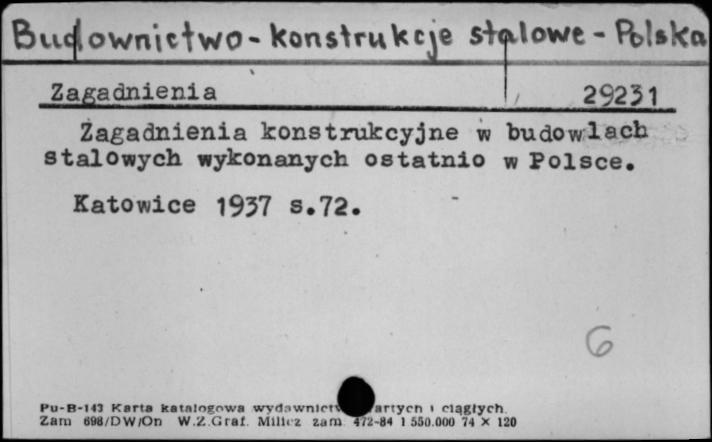 Budownictwo - konstrukcje stalowe - Polska
Zagadnienia 29231
Zagadnienia konstrukcyjne w budowlach
stalowych wykonanych ostatnio w Polsce.
Katowice 1937 s.72.
6
Pu-B-143 Karta katalogowa wydawnictw artych i ciągłych.
Zam 698/DW/On W.Z.Graf. Milicz zam. 472-84 1 550.000 74 × 120